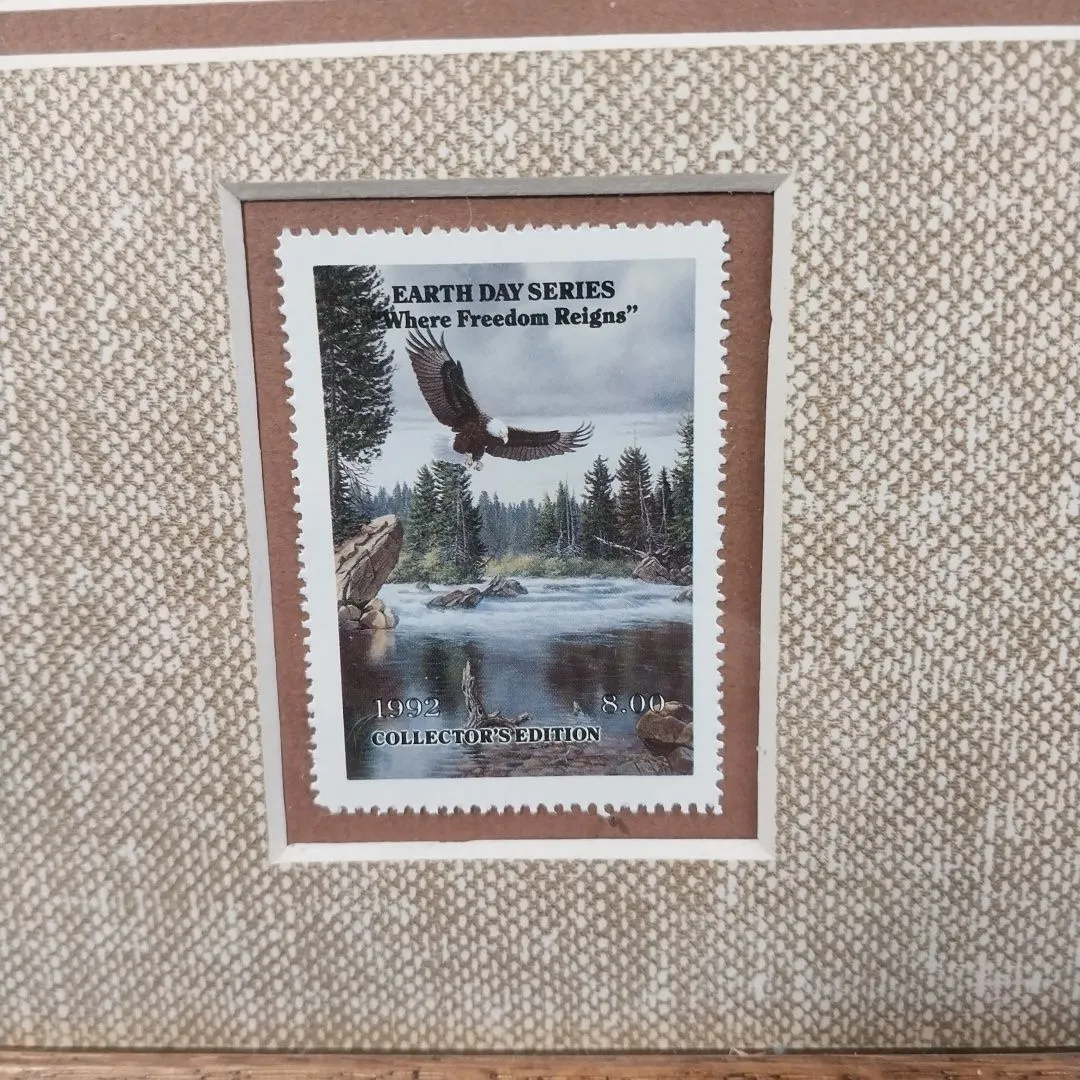 EARTH DAY SERIES
"Where Freedom Reigns"
1992 8.00
COLLECTOR'S EDITION